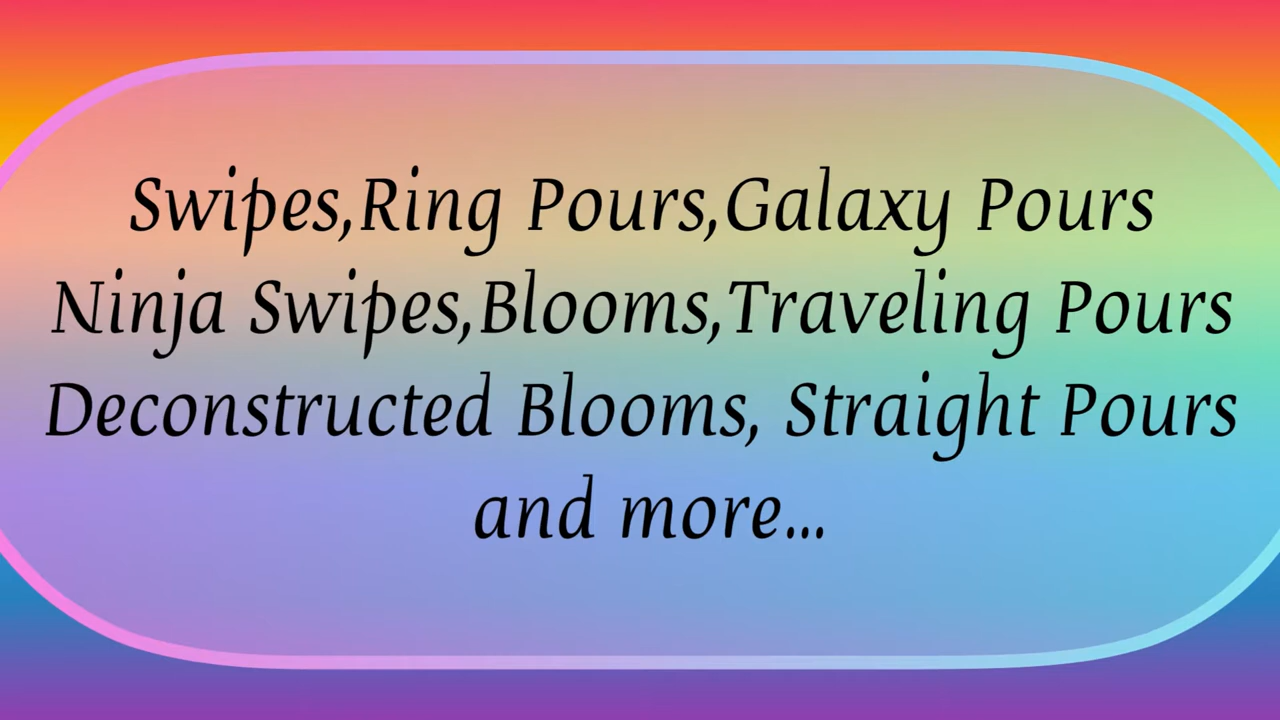 Swipes,Ring Pours,Galaxy Pours
Ninja Swipes,Blooms,Traveling Pours
Deconstructed Blooms, Straight Pours
and more...